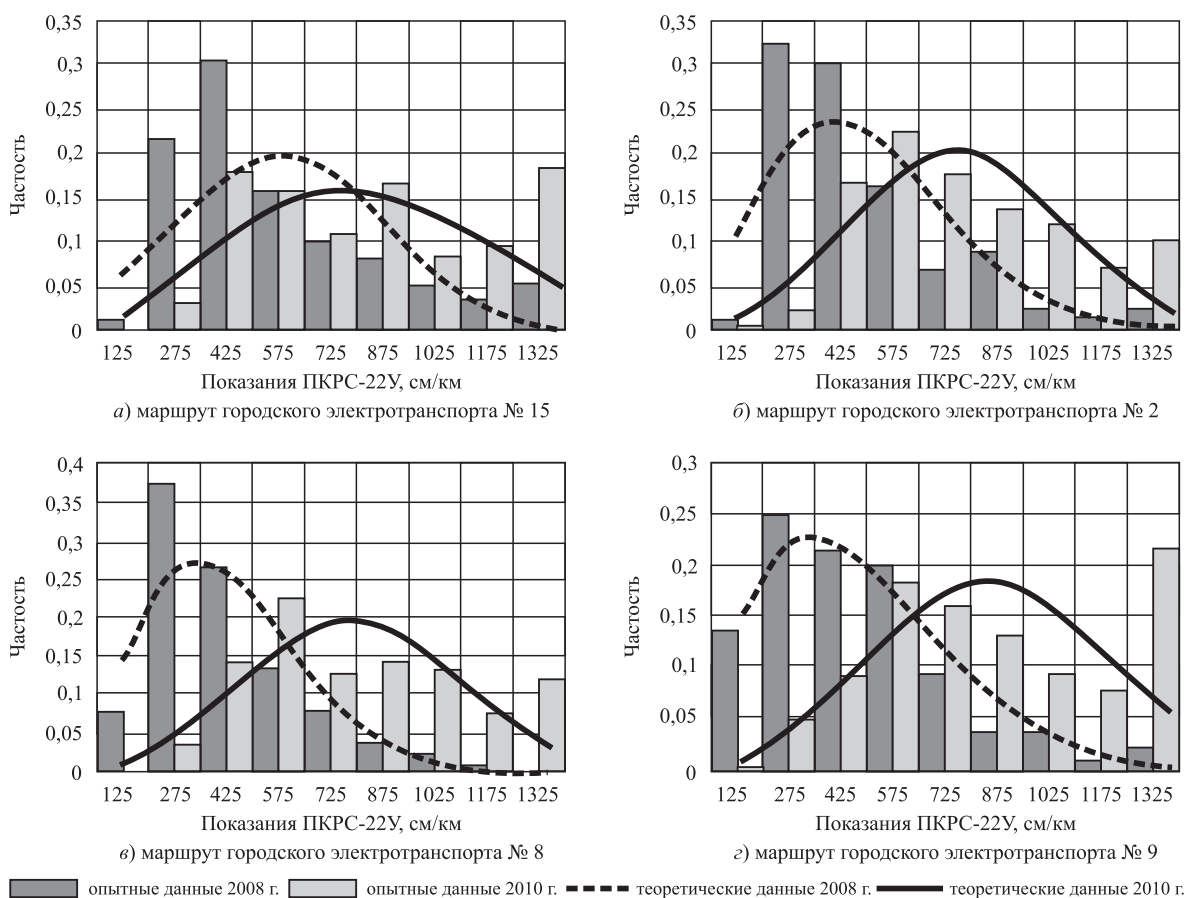 0,35
0,3
0,25
0,2
0,15
0,1
0,05
0
Частость
125 275 425 575 725 875 1025 1175 1325
Показания ПКРС-22У, см/км
а) маршрут городского электротранспорта № 15
0,35
0,3
0,25
0,2
0,15
0,1
0,05
0
Частость
125 275 425 575 725 875 1025 1175 1325
Показания ПКРС-22У, см/км
б) маршрут городского электротранспорта № 2
0,4
0,35
0,3
0,25
0,2
0,15
0,1
0,05
0
Частость
125 275 425 575 725 875 1025 1175 1325
Показания ПКРС-22У, см/км
в) маршрут городского электротранспорта № 8
0,3
0,25
0,2
0,15
0,1
0,05
0
Частость
125 275 425 575 725 875 1025 1175 1325
Показания ПКРС-22У, см/км
г) маршрут городского электротранспорта № 9
опытные данные 2008 г. опытные данные 2010 г. теоретические данные 2008 г. теоретические данные 2010 г.